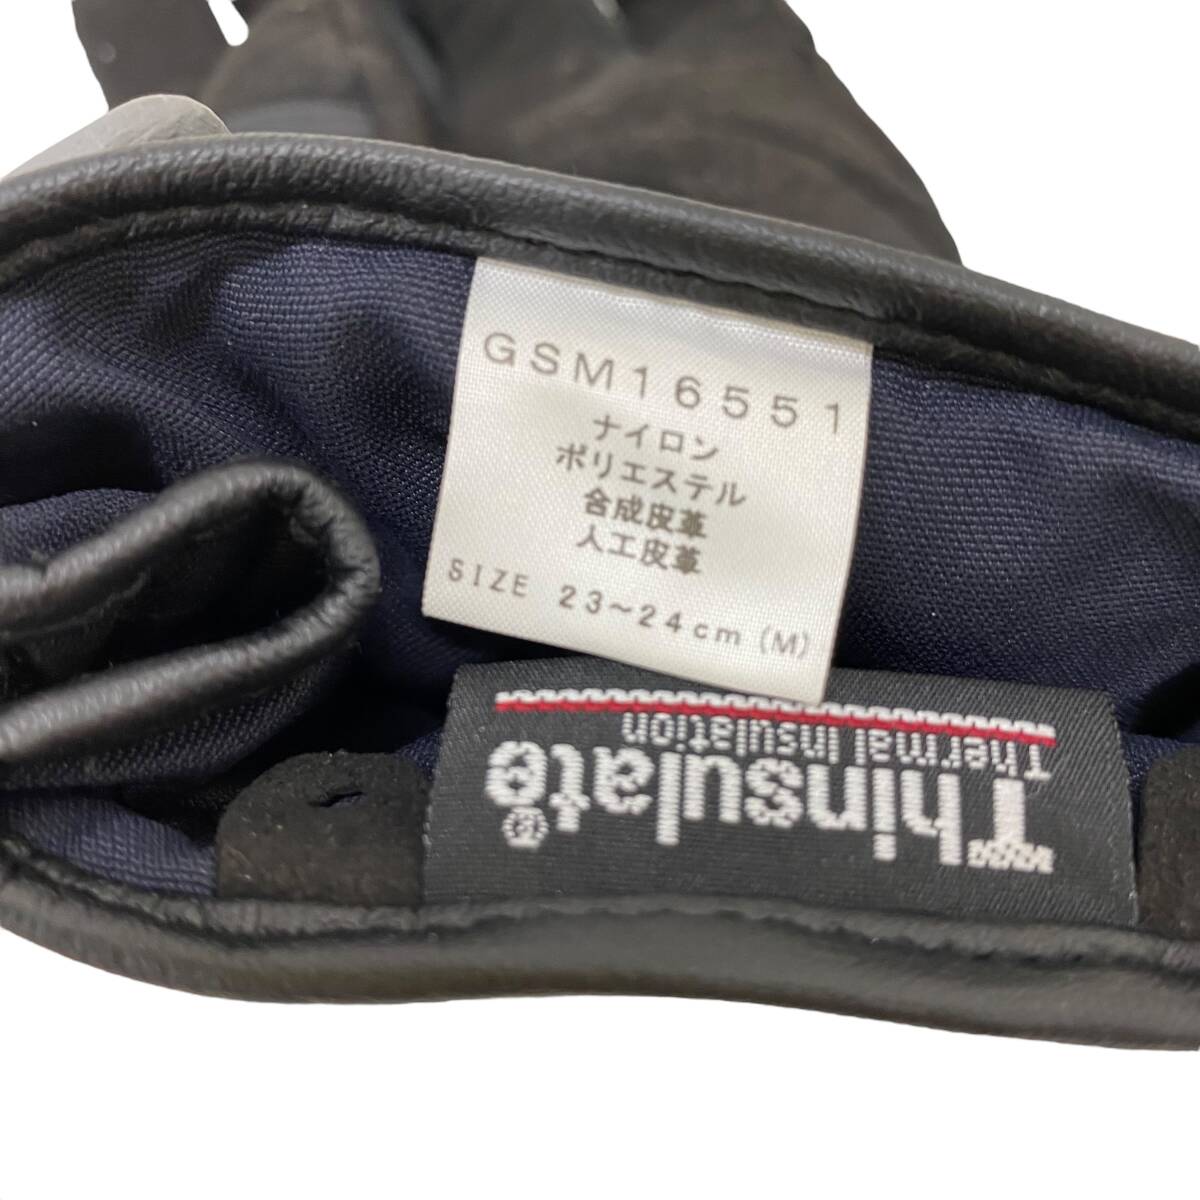 GSM16551
ナイロン
ポリエステル
合成皮革
人工皮革
SIZE 23～24cm (M)
Thinsulate®
Thermal Insulation